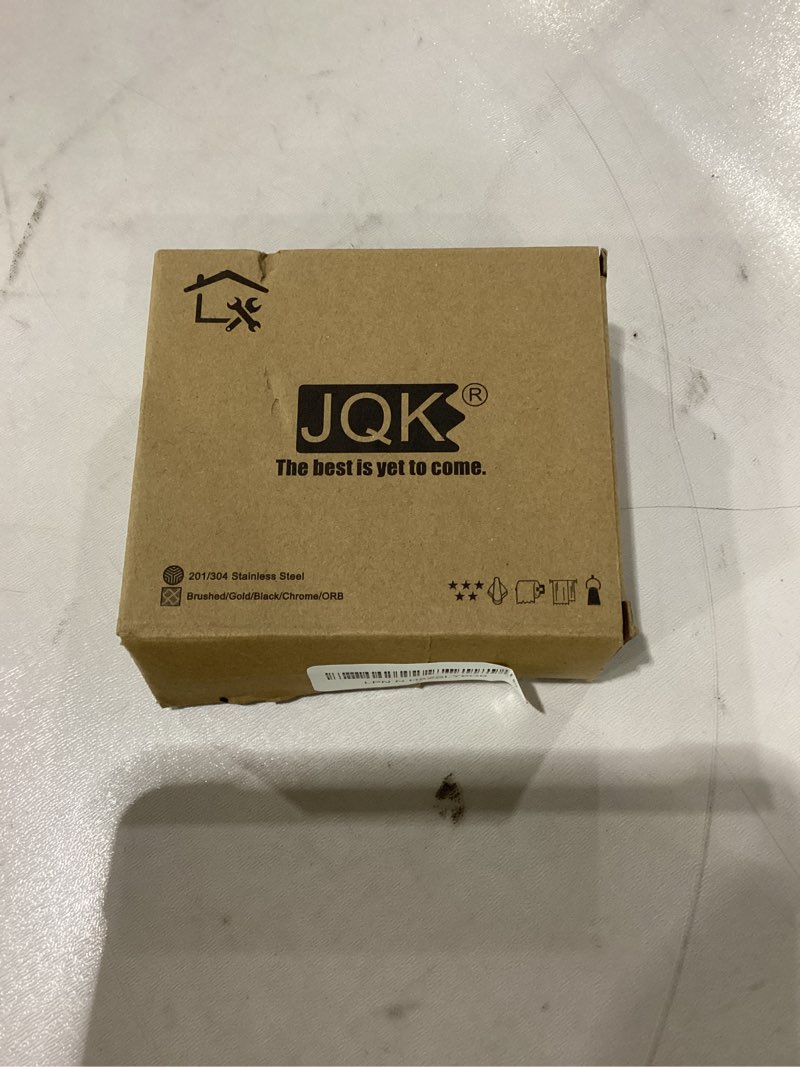 JQK®
The best is yet to come.
201/304 Stainless Steel
Brushed/Gold/Black/Chrome/ORB